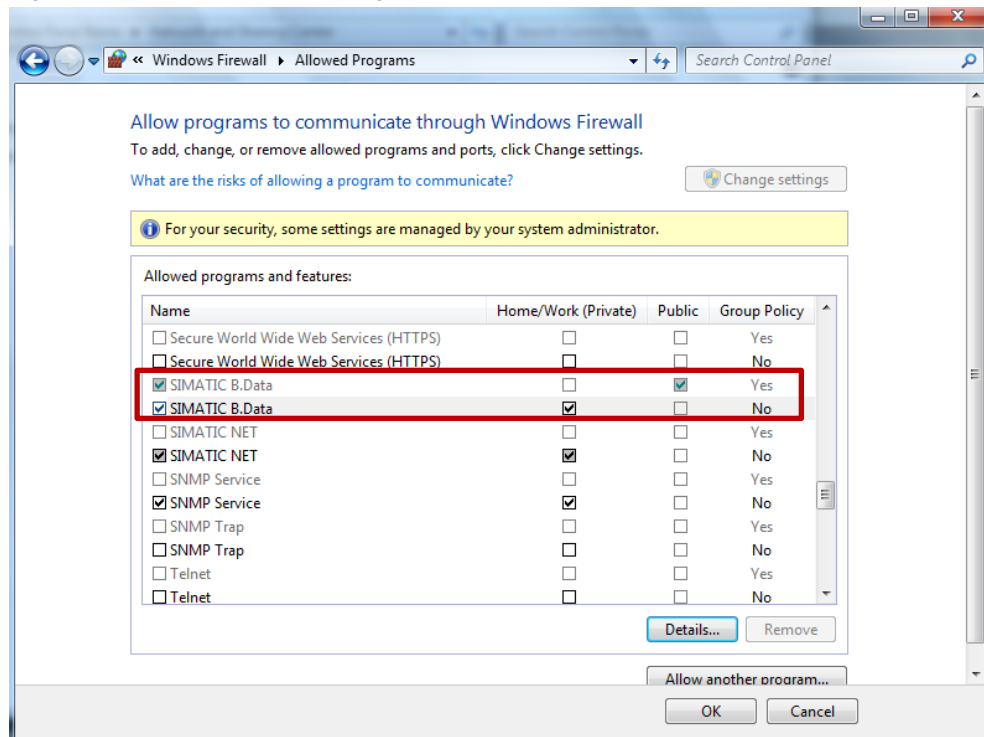 « Windows Firewall ▸ Allowed Programs
Search Control Panel
Allow programs to communicate through Windows Firewall
To add, change, or remove allowed programs and ports, click Change settings.
What are the risks of allowing a program to communicate?
Change settings
For your security, some settings are managed by your system administrator.
Allowed programs and features:
Name Home/Work (Private) Public Group Policy
Secure World Wide Web Services (HTTPS) Yes
Secure World Wide Web Services (HTTPS) No
SIMATIC B.Data Yes
SIMATIC B.Data No
SIMATIC NET Yes
SIMATIC NET No
SNMP Service Yes
SNMP Service No
SNMP Trap Yes
SNMP Trap No
Telnet Yes
Telnet No
Details... Remove
Allow another program...
OK Cancel